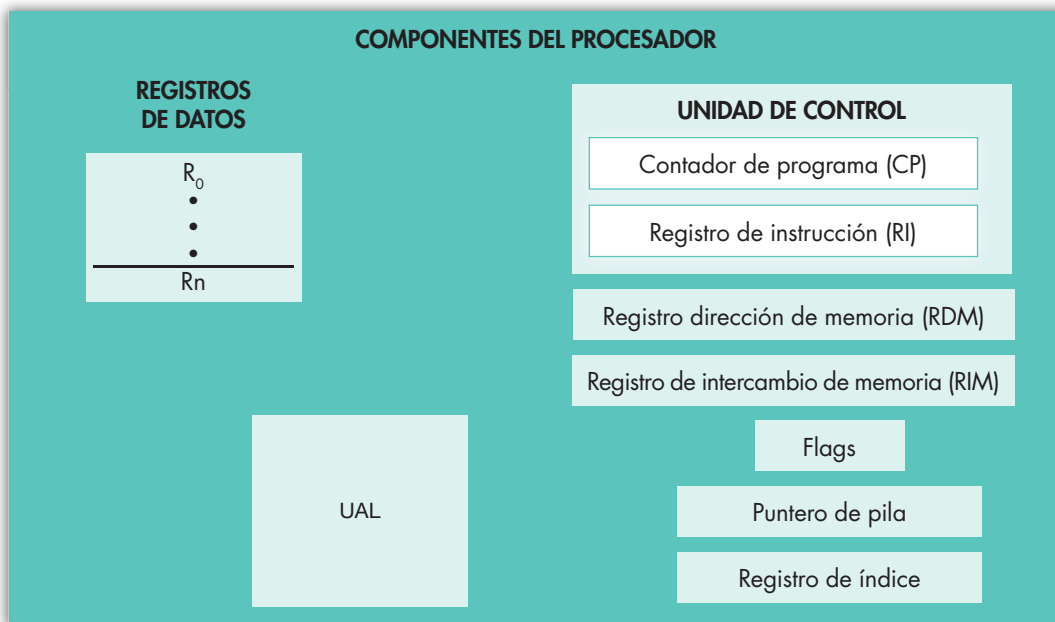 COMPONENTES DEL PROCESADOR
REGISTROS
DE DATOS
R₀
•
•
•
Rn
UAL
UNIDAD DE CONTROL
Contador de programa (CP)
Registro de instrucción (RI)
Registro dirección de memoria (RDM)
Registro de intercambio de memoria (RIM)
Flags
Puntero de pila
Registro de índice